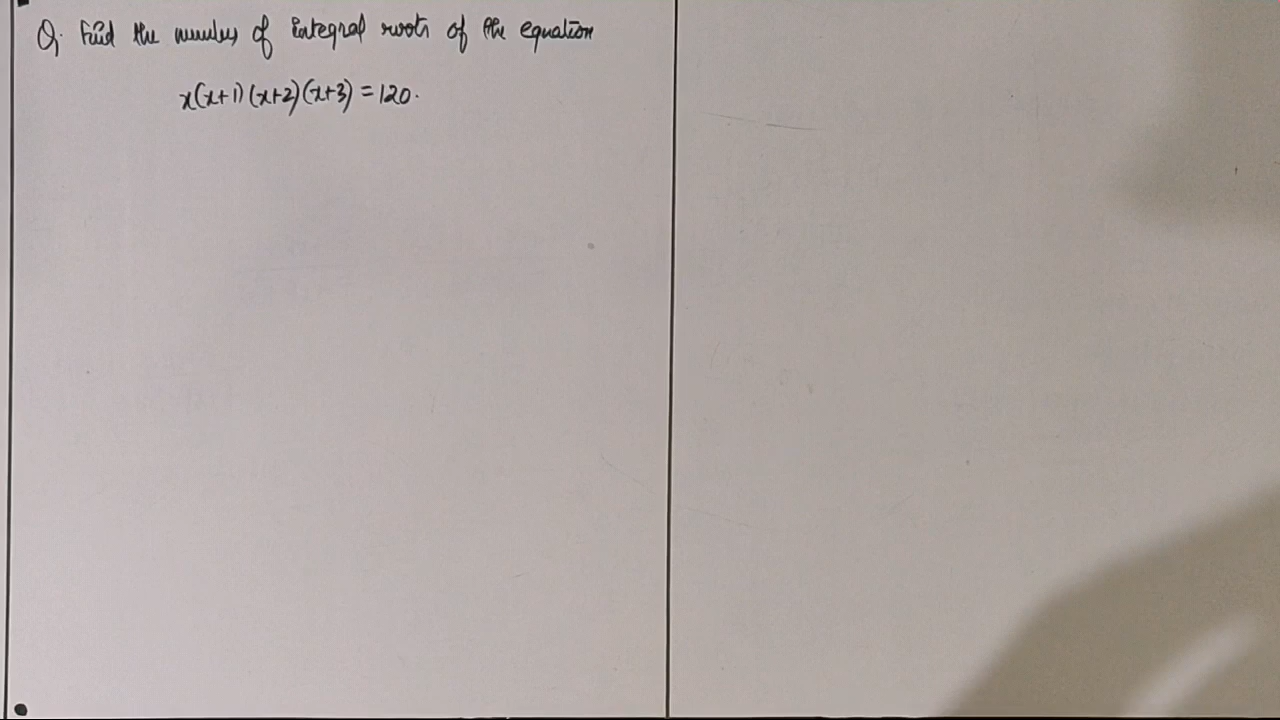 Q. Find the number of integral roots of the equation
x(x+1)(x+2)(x+3) = 120.